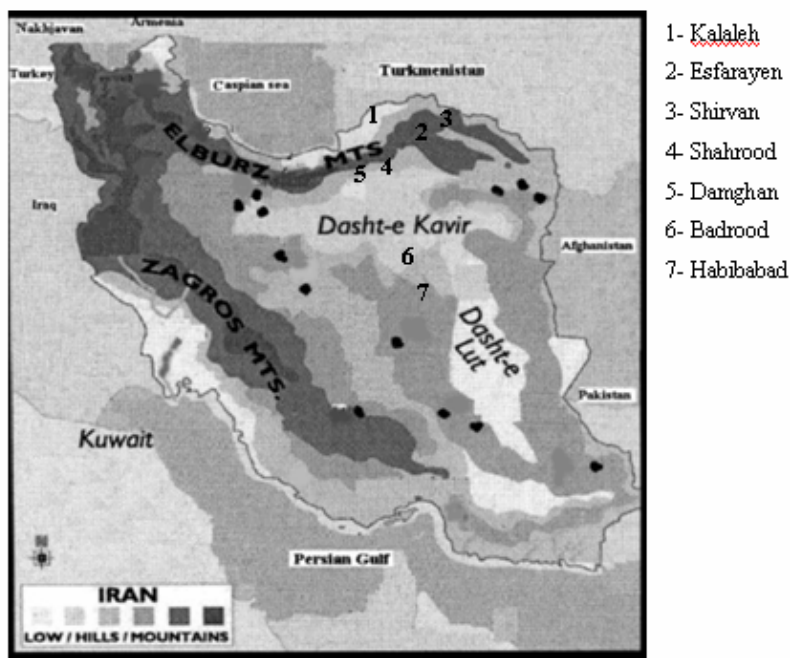 Nakhjavan
Armenia
Turkey
Caspian sea
Turkmenistan
ELBURZ MTS
1
2
3
4
5
Iraq
Dasht-e Kavir
Afghanistan
6
ZAGROS MTS.
7
Dasht-e
Lut
Pakistan
Kuwait
Persian Gulf
N
IRAN
LOW / HILLS / MOUNTAINS
1- Kalaleh
2- Esfarayen
3- Shirvan
4- Shahrood
5- Damghan
6- Badrood
7- Habibabad